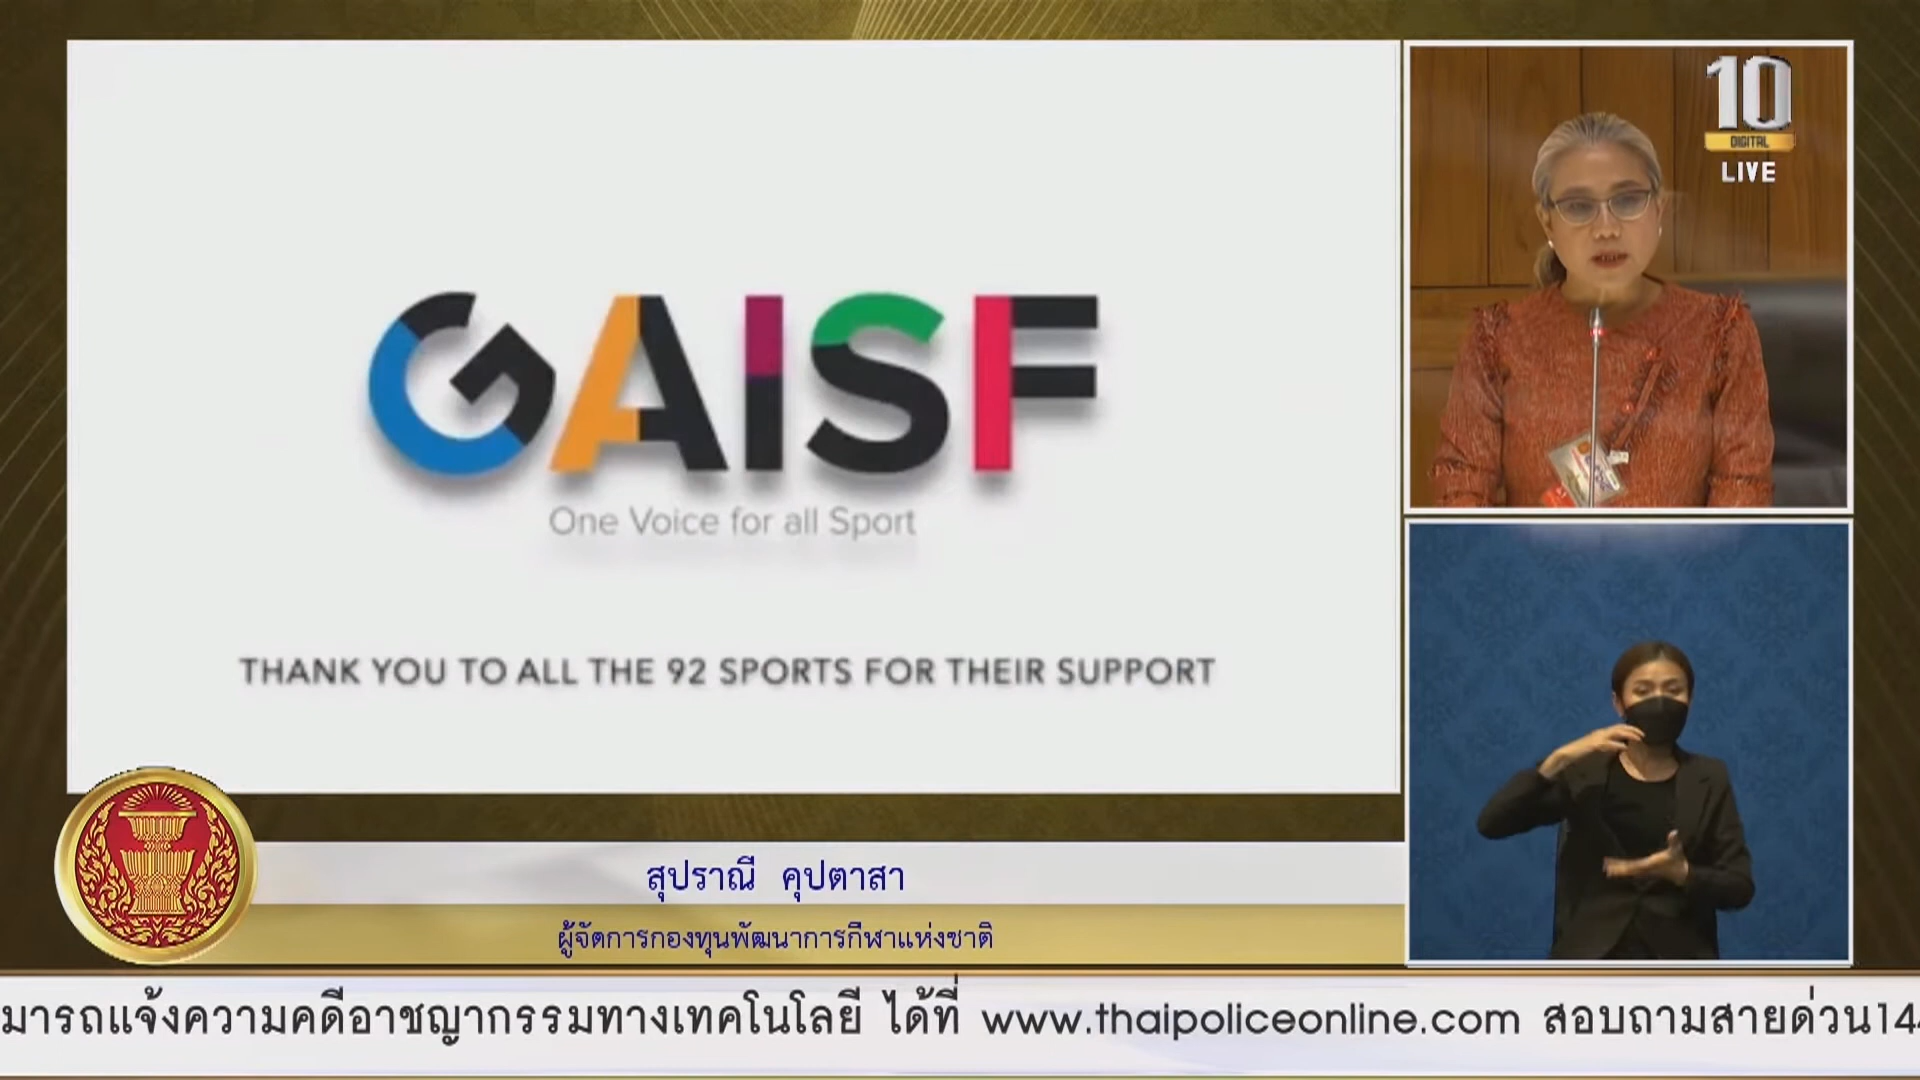 10
DIGITAL
LIVE
GAISF
One Voice for all Sport
THANK YOU TO ALL THE 92 SPORTS FOR THEIR SUPPORT
สุปราณี คุปตาสา
ผู้จัดการกองทุนพัฒนาการกีฬาแห่งชาติ
มารถแจ้งความคดีอาชญากรรมทางเทคโนโลยี ได้ที่ www.thaipoliceonline.com สอบถามสายด่วน144